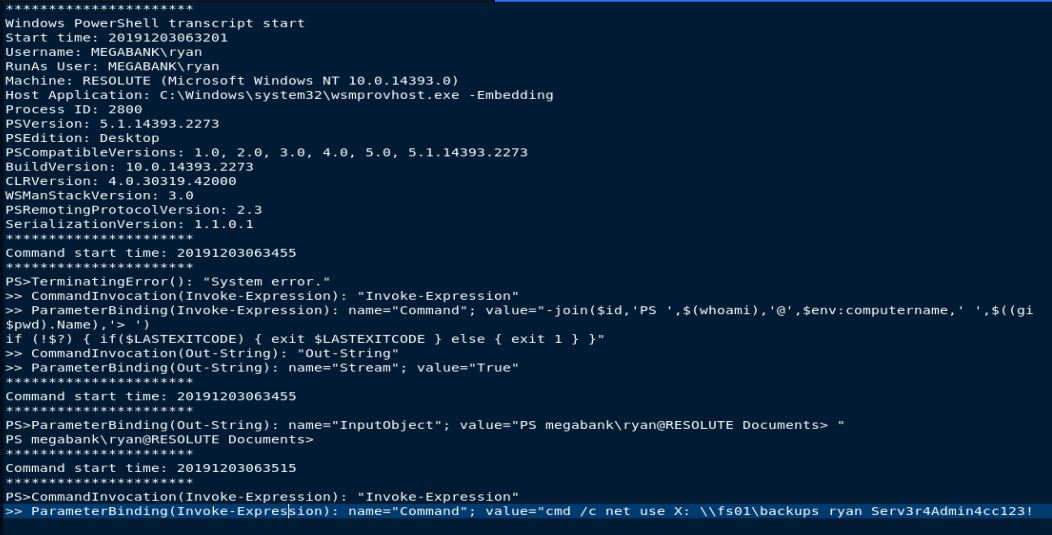 **********************
Windows PowerShell transcript start
Start time: 20191203063201
Username: MEGABANK\ryan
RunAs User: MEGABANK\ryan
Machine: RESOLUTE (Microsoft Windows NT 10.0.14393.0)
Host Application: C:\Windows\system32\wsmprovhost.exe -Embedding
Process ID: 2800
PSVersion: 5.1.14393.2273
PSEdition: Desktop
PSCompatibleVersions: 1.0, 2.0, 3.0, 4.0, 5.0, 5.1.14393.2273
BuildVersion: 10.0.14393.2273
CLRVersion: 4.0.30319.42000
WSManStackVersion: 3.0
PSRemotingProtocolVersion: 2.3
SerializationVersion: 1.1.0.1
**********************
Command start time: 20191203063455
**********************
PS>TerminatingError(): "System error."
>> CommandInvocation(Invoke-Expression): "Invoke-Expression"
>> ParameterBinding(Invoke-Expression): name="Command"; value="-join($id,'PS ',$(whoami),'@',$env:computername,' ',$((gi
$pwd).Name),'> ')
if (!$?) { if($LASTEXITCODE) { exit $LASTEXITCODE } else { exit 1 } }"
>> CommandInvocation(Out-String): "Out-String"
>> ParameterBinding(Out-String): name="Stream"; value="True"
**********************
Command start time: 20191203063455
**********************
PS>ParameterBinding(Out-String): name="InputObject"; value="PS megabank\ryan@RESOLUTE Documents> "
PS megabank\ryan@RESOLUTE Documents>
**********************
Command start time: 20191203063515
**********************
PS>CommandInvocation(Invoke-Expression): "Invoke-Expression"
>> ParameterBinding(Invoke-Expression): name="Command"; value="cmd /c net use X: \\fs01\backups ryan Serv3r4Admin4cc123!